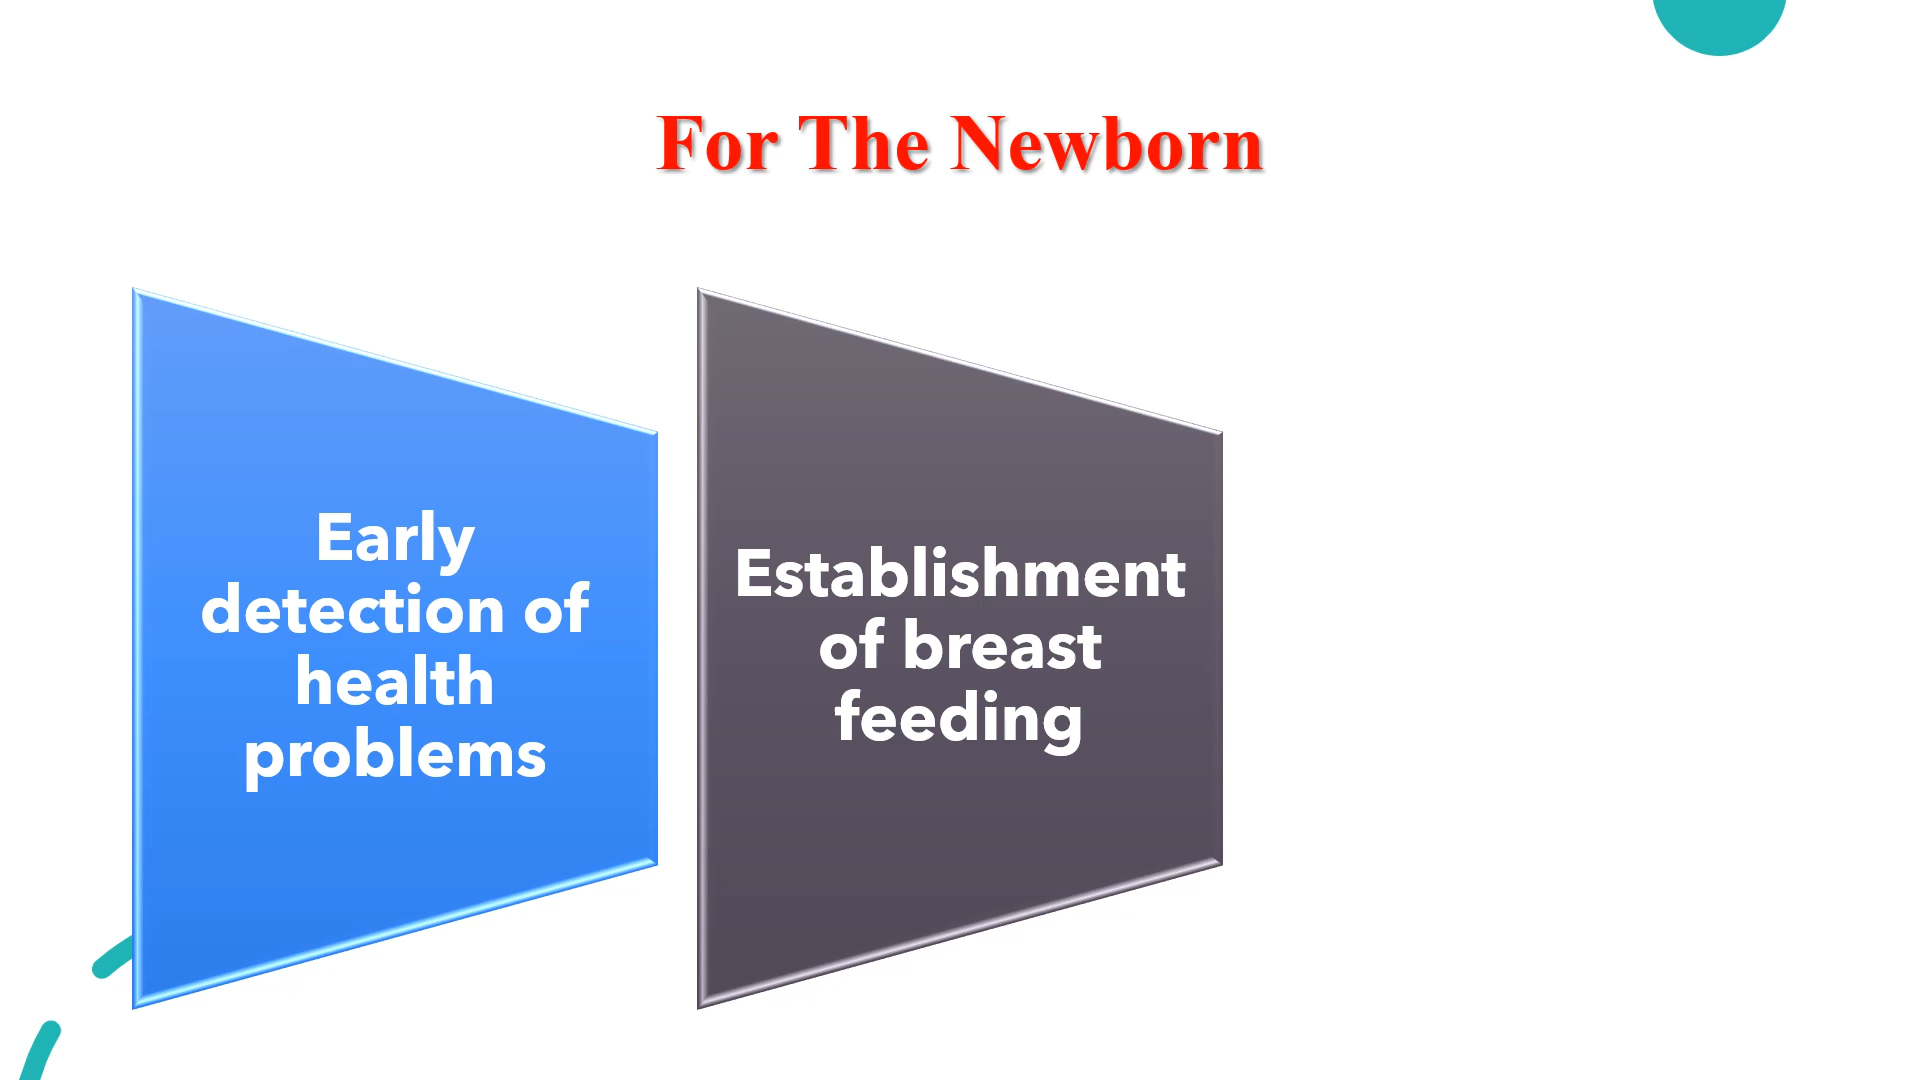 For The Newborn
Early
detection of
health
problems
Establishment
of breast
feeding